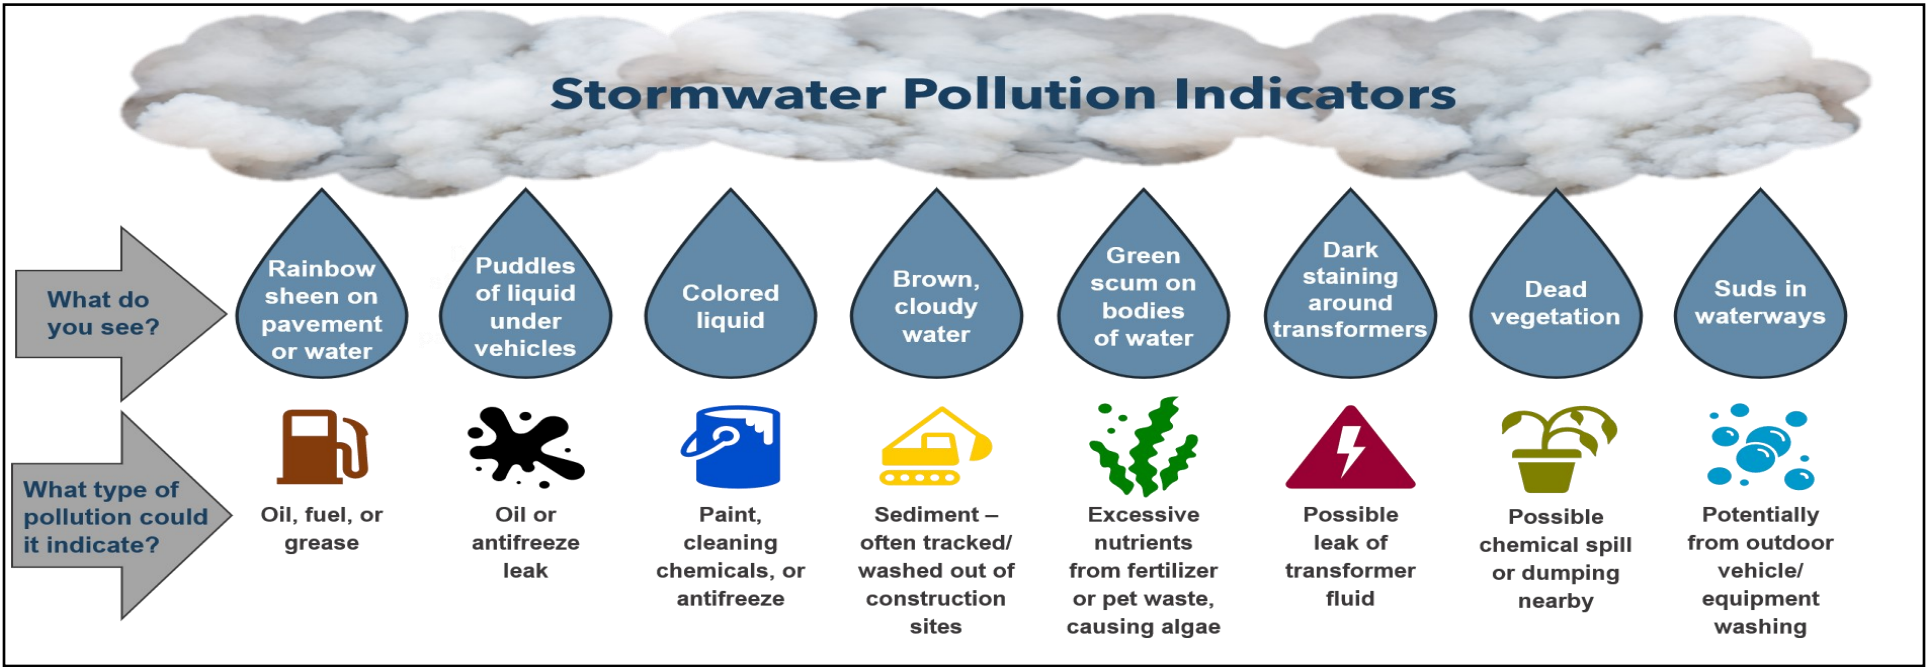 Stormwater Pollution Indicators
What do
you see?
Rainbow
sheen on
pavement
or water
Puddles
of liquid
under
vehicles
Colored
liquid
Brown,
cloudy
water
Green
scum on
bodies
of water
Dark
staining
around
transformers
Dead
vegetation
Suds in
waterways
What type of
pollution could
it indicate?
Oil, fuel, or
grease
Oil or
antifreeze
leak
Paint,
cleaning
chemicals, or
antifreeze
Sediment –
often tracked/
washed out of
construction
sites
Excessive
nutrients
from fertilizer
or pet waste,
causing algae
Possible
leak of
transformer
fluid
Possible
chemical spill
or dumping
nearby
Potentially
from outdoor
vehicle/
equipment
washing